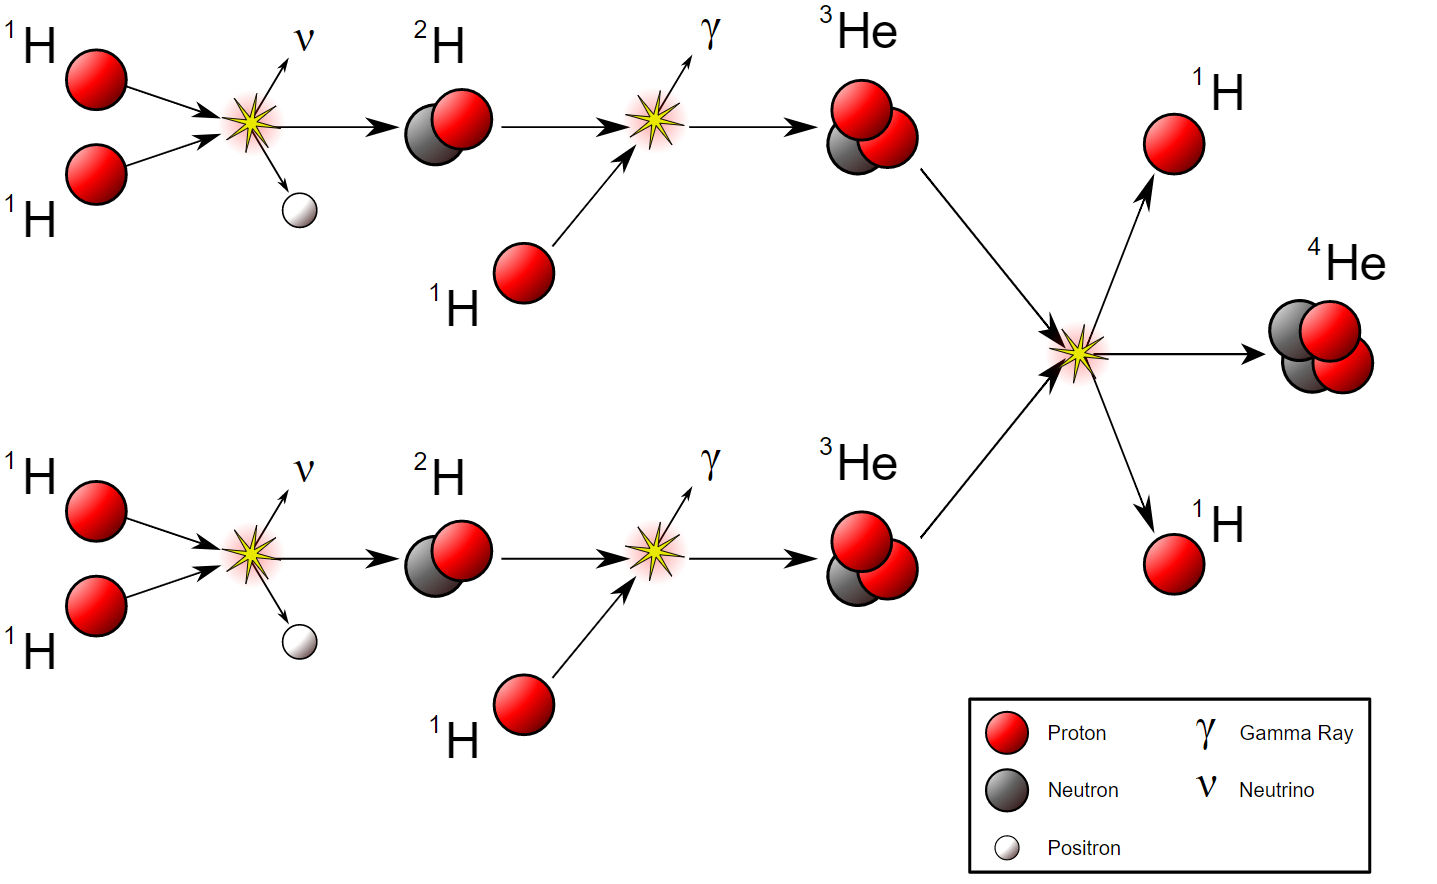 ¹H
ν
²H
γ
³He
¹H
¹H
¹H
⁴He
¹H
¹H
ν
²H
γ
³He
¹H
¹H
¹H
Proton
γ Gamma Ray
Neutron
ν Neutrino
Positron